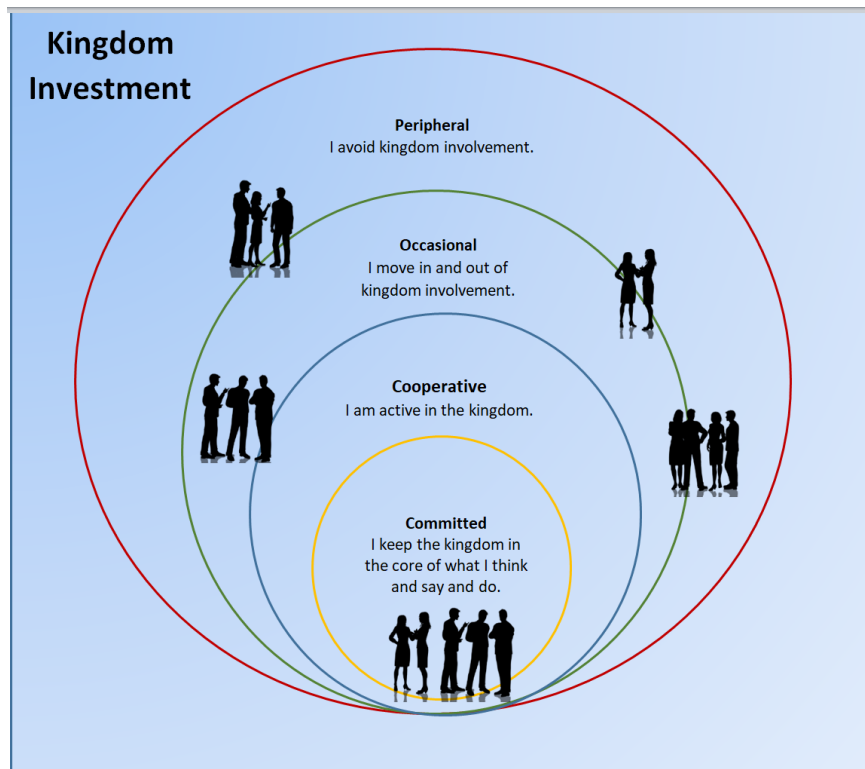 Kingdom
Investment
Peripheral
I avoid kingdom involvement.
Occasional
I move in and out of
kingdom involvement.
Cooperative
I am active in the kingdom.
Committed
I keep the kingdom in
the core of what I think
and say and do.